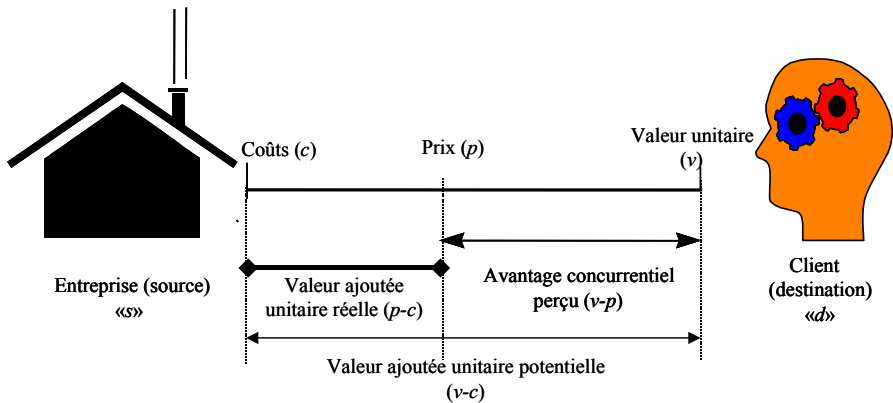 Coûts (c)
Prix (p)
Valeur unitaire
(v)
Entreprise (source)
«s»
Valeur ajoutée
unitaire réelle (p-c)
Avantage concurrentiel
perçu (v-p)
Client
(destination)
«d»
Valeur ajoutée unitaire potentielle
(v-c)